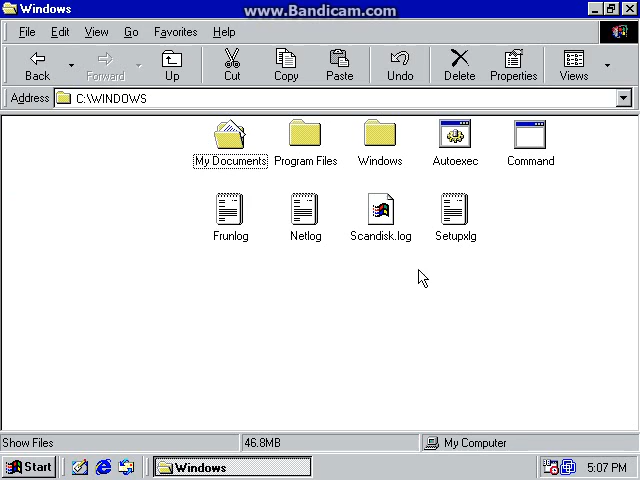 Windows
www.Bandicam.com
File Edit View Go Favorites Help
Back Forward Up Cut Copy Paste Undo Delete Properties Views
Address C:\WINDOWS
My Documents Program Files Windows Autoexec Command
Frunlog Netlog Scandisk.log Setupxlg
Show Files 46.8MB My Computer
Start Windows 5:07 PM